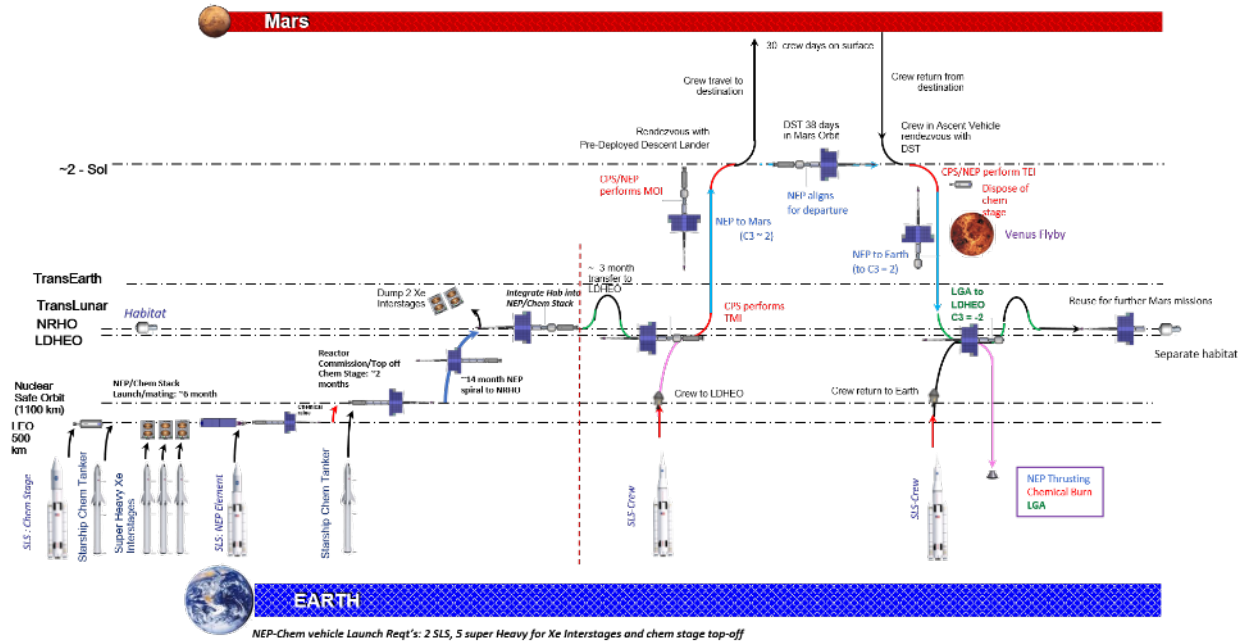 Mars
30 crew days on surface
Crew travel to
destination
Crew return from
destination
Rendezvous with
Pre-Deployed Descent Lander
DST 38 days
in Mars Orbit
Crew in Ascent Vehicle
rendezvous with
DST
~2 - Sol
CPS/NEP
performs MOI
NEP aligns
for departure
CPS/NEP perform TEI
Dispose of
chem
stage
NEP to Mars
(C3 ~ 2)
NEP to Earth
(to C3 = 2)
Venus Flyby
TransEarth
TransLunar
NRHO
LDHEO
Habitat
Dump 2 Xe
Interstages
Integrate Hab into
NEP/Chem Stack
~ 3 month
transfer to
LDHEO
CPS performs
TMI
LGA to
LDHEO
C3 = -2
Reuse for further Mars missions
Separate habitat
Reactor
Commission/Top off
Chem Stage: ~2
months
~14 month NEP
spiral to NRHO
Crew to LDHEO
Crew return to Earth
Nuclear
Safe Orbit
(1100 km)
LEO
500
km
NEP/Chem Stack
Launch/mating: ~6 month
SLS : Chem Stage
Starship Chem Tanker
Super Heavy Xe
Interstages
SLS: NEP Element
Starship Chem Tanker
SLS-Crew
SLS-Crew
NEP Thrusting
Chemical Burn
LGA
EARTH
NEP-Chem vehicle Launch Reqt's: 2 SLS, 5 super Heavy for Xe Interstages and chem stage top-off